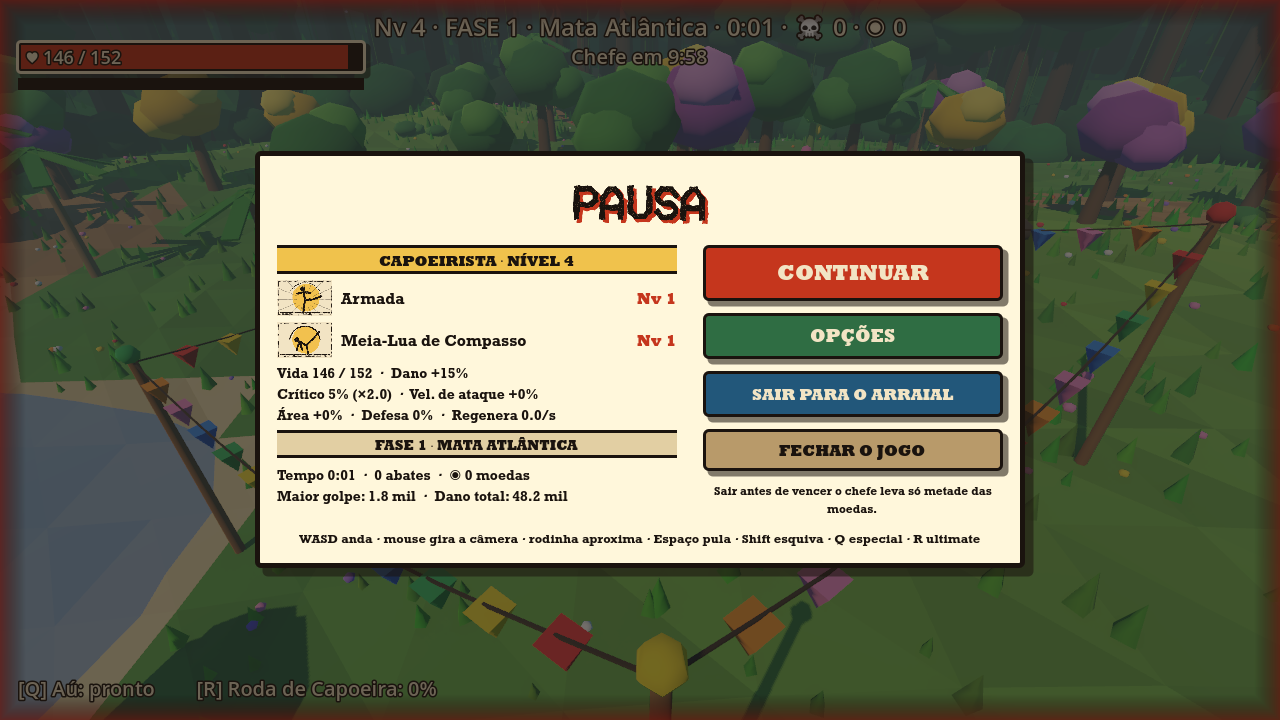 Nv 4 · FASE 1 · Mata Atlântica · 0:01 · ☠ 0 · ◉ 0
♥ 146 / 152
Chefe em 9:58
PAUSA
CAPOEIRISTA · NÍVEL 4
Armada Nv 1
Meia-Lua de Compasso Nv 1
Vida 146 / 152 · Dano +15%
Crítico 5% (×2.0) · Vel. de ataque +0%
Área +0% · Defesa 0% · Regenera 0.0/s
FASE 1 · MATA ATLÂNTICA
Tempo 0:01 · 0 abates · ◉ 0 moedas
Maior golpe: 1.8 mil · Dano total: 48.2 mil
CONTINUAR
OPÇÕES
SAIR PARA O ARRAIAL
FECHAR O JOGO
Sair antes de vencer o chefe leva só metade das
moedas.
WASD anda · mouse gira a câmera · rodinha aproxima · Espaço pula · Shift esquiva · Q especial · R ultimate
[Q] Aú: pronto [R] Roda de Capoeira: 0%